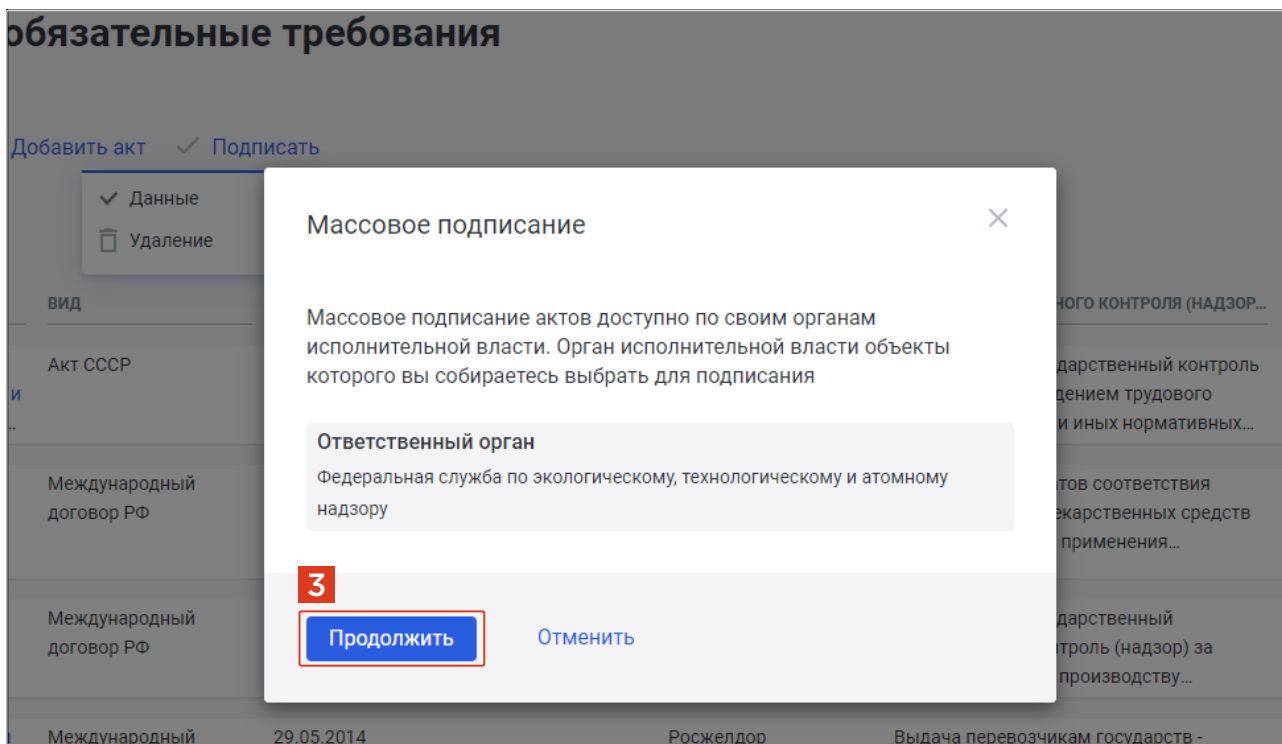 обязательные требования
Добавить акт Подписать
Данные
Удаление
Массовое подписание
ВИД
НОГО КОНТРОЛЯ (НАДЗОР...
Массовое подписание актов доступно по своим органам
исполнительной власти. Орган исполнительной власти объекты
которого вы собираетесь выбрать для подписания
Акт СССР
дарственный контроль
и
дением трудового
..
и иных нормативных...
Ответственный орган
Федеральная служба по экологическому, технологическому и атомному
надзору
Международный
договор РФ
тов соответствия
екарственных средств
применения...
3
Продолжить Отменить
Международный
договор РФ
дарственный
троль (надзор) за
производству...
Международный 29.05.2014 Росжелдор Выдача перевозчикам государств -